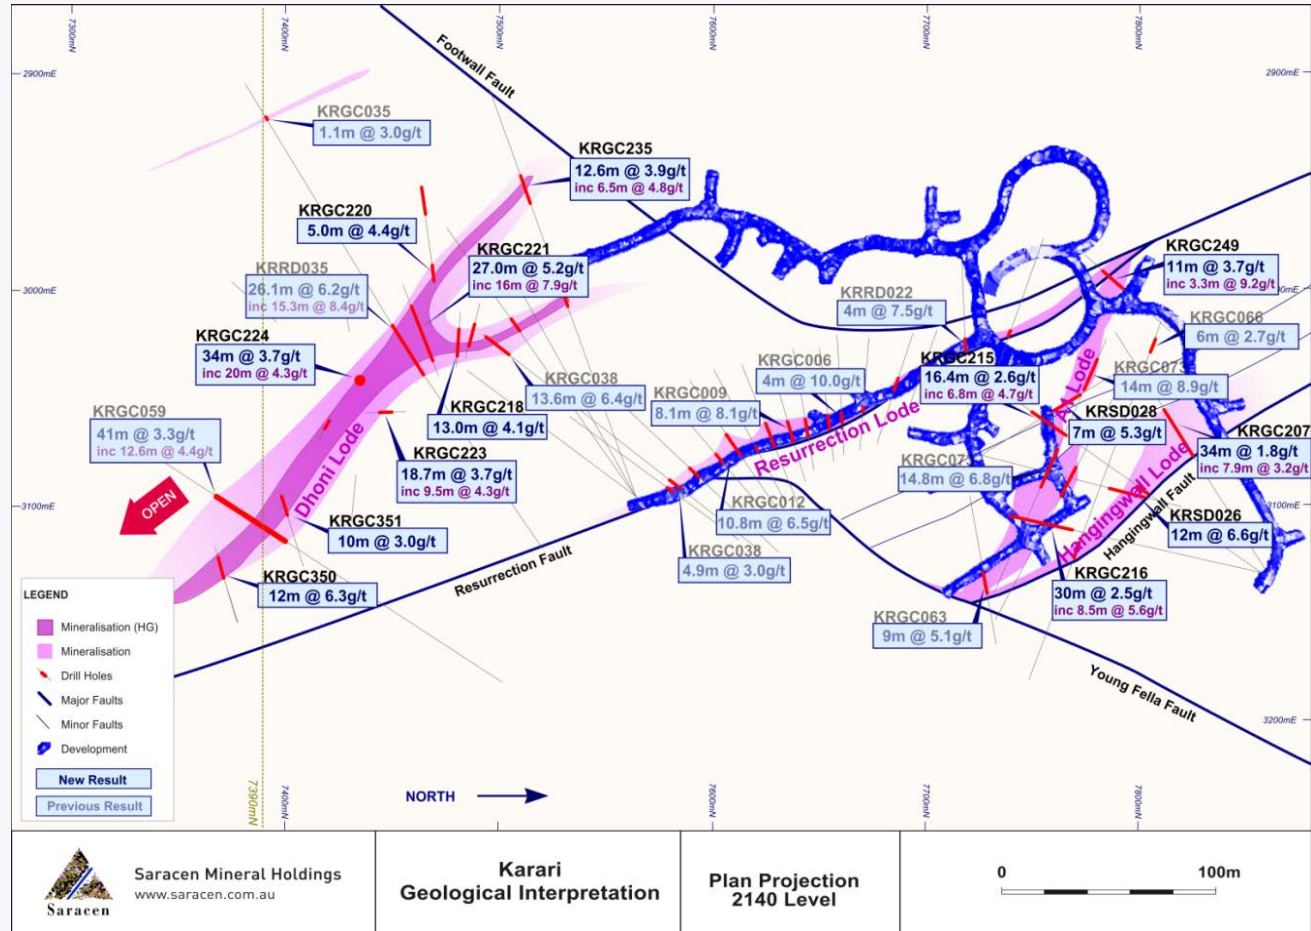 7300mN
7400mN
7500mN
7600mN
7700mN
7800mN
2900mE
2900mE
Footwall Fault
KRGC035
1.1m @ 3.0g/t
KRGC235
12.6m @ 3.9g/t
inc 6.5m @ 4.8g/t
KRGC220
5.0m @ 4.4g/t
KRGC221
27.0m @ 5.2g/t
inc 16m @ 7.9g/t
KRGC249
11m @ 3.7g/t
inc 3.3m @ 9.2g/t
KRRD035
26.1m @ 6.2g/t
inc 15.3m @ 8.4g/t
3000mE
KRRD022
4m @ 7.5g/t
KRGC066
6m @ 2.7g/t
KRGC224
34m @ 3.7g/t
inc 20m @ 4.3g/t
KRGC006
4m @ 10.0g/t
KRGC215
16.4m @ 2.6g/t
inc 6.8m @ 4.7g/t
KRGC073
14m @ 8.9g/t
KRGC038
13.6m @ 6.4g/t
KRGC009
8.1m @ 8.1g/t
KRGC059
41m @ 3.3g/t
inc 12.6m @ 4.4g/t
KRGC218
13.0m @ 4.1g/t
KRSD028
7m @ 5.3g/t
KRGC207
34m @ 1.8g/t
inc 7.9m @ 3.2g/t
Resurrection Lode
Lode
Dhoni Lode
KRGC223
18.7m @ 3.7g/t
inc 9.5m @ 4.3g/t
14.8m @ 6.8g/t
Hangingwall Lode
Hangingwall Fault
OPEN
3100mE
KRGC351
10m @ 3.0g/t
KRGC012
10.8m @ 6.5g/t
KRSD026
12m @ 6.6g/t
KRGC038
4.9m @ 3.0g/t
Resurrection Fault
KRGC350
12m @ 6.3g/t
KRGC216
30m @ 2.5g/t
inc 8.5m @ 5.6g/t
KRGC063
9m @ 5.1g/t
Young Fella Fault
3200mE
LEGEND
Mineralisation (HG)
Mineralisation
Drill Holes
Major Faults
Minor Faults
Development
New Result
Previous Result
7390mN
7400mN
7600mN
7700mN
7800mN
NORTH
Saracen
Saracen Mineral Holdings
www.saracen.com.au
Karari
Geological Interpretation
Plan Projection
2140 Level
0
100m